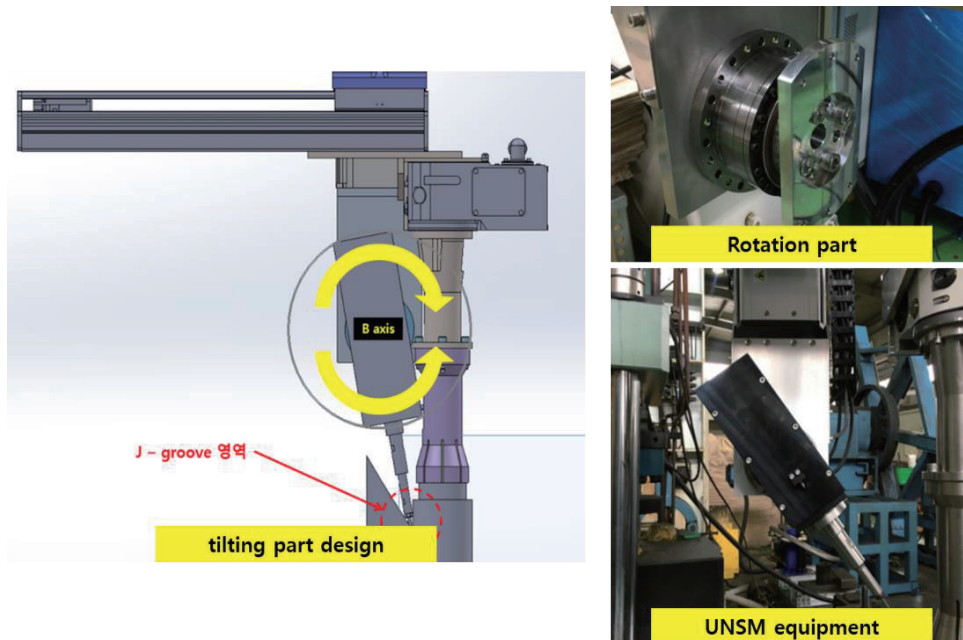 B axis
J – groove 영역
tilting part design
Rotation part
UNSM equipment